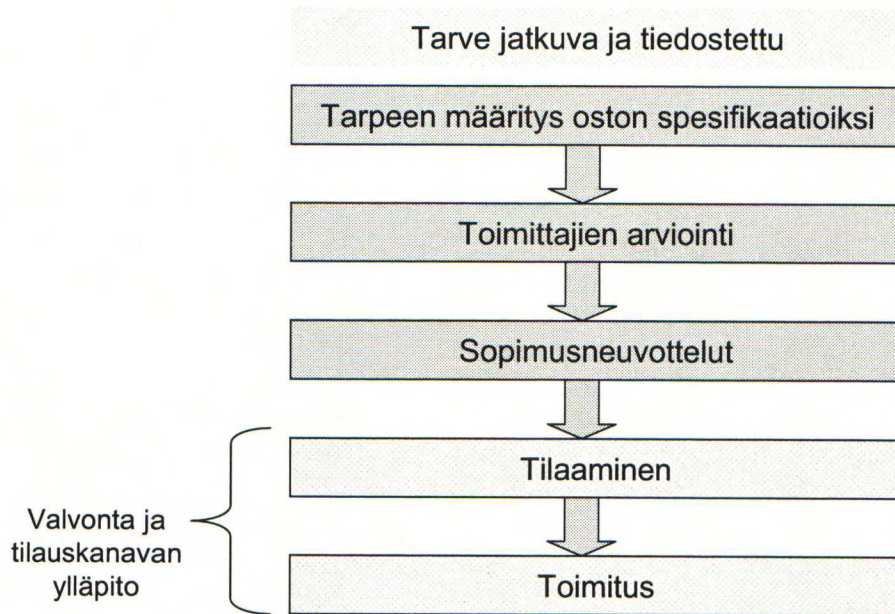 Tarve jatkuva ja tiedostettu
Tarpeen määritys oston spesifikaatioiksi
Toimittajien arviointi
Sopimusneuvottelut
Tilaaminen
Valvonta ja
tilauskanavan
ylläpito
Toimitus